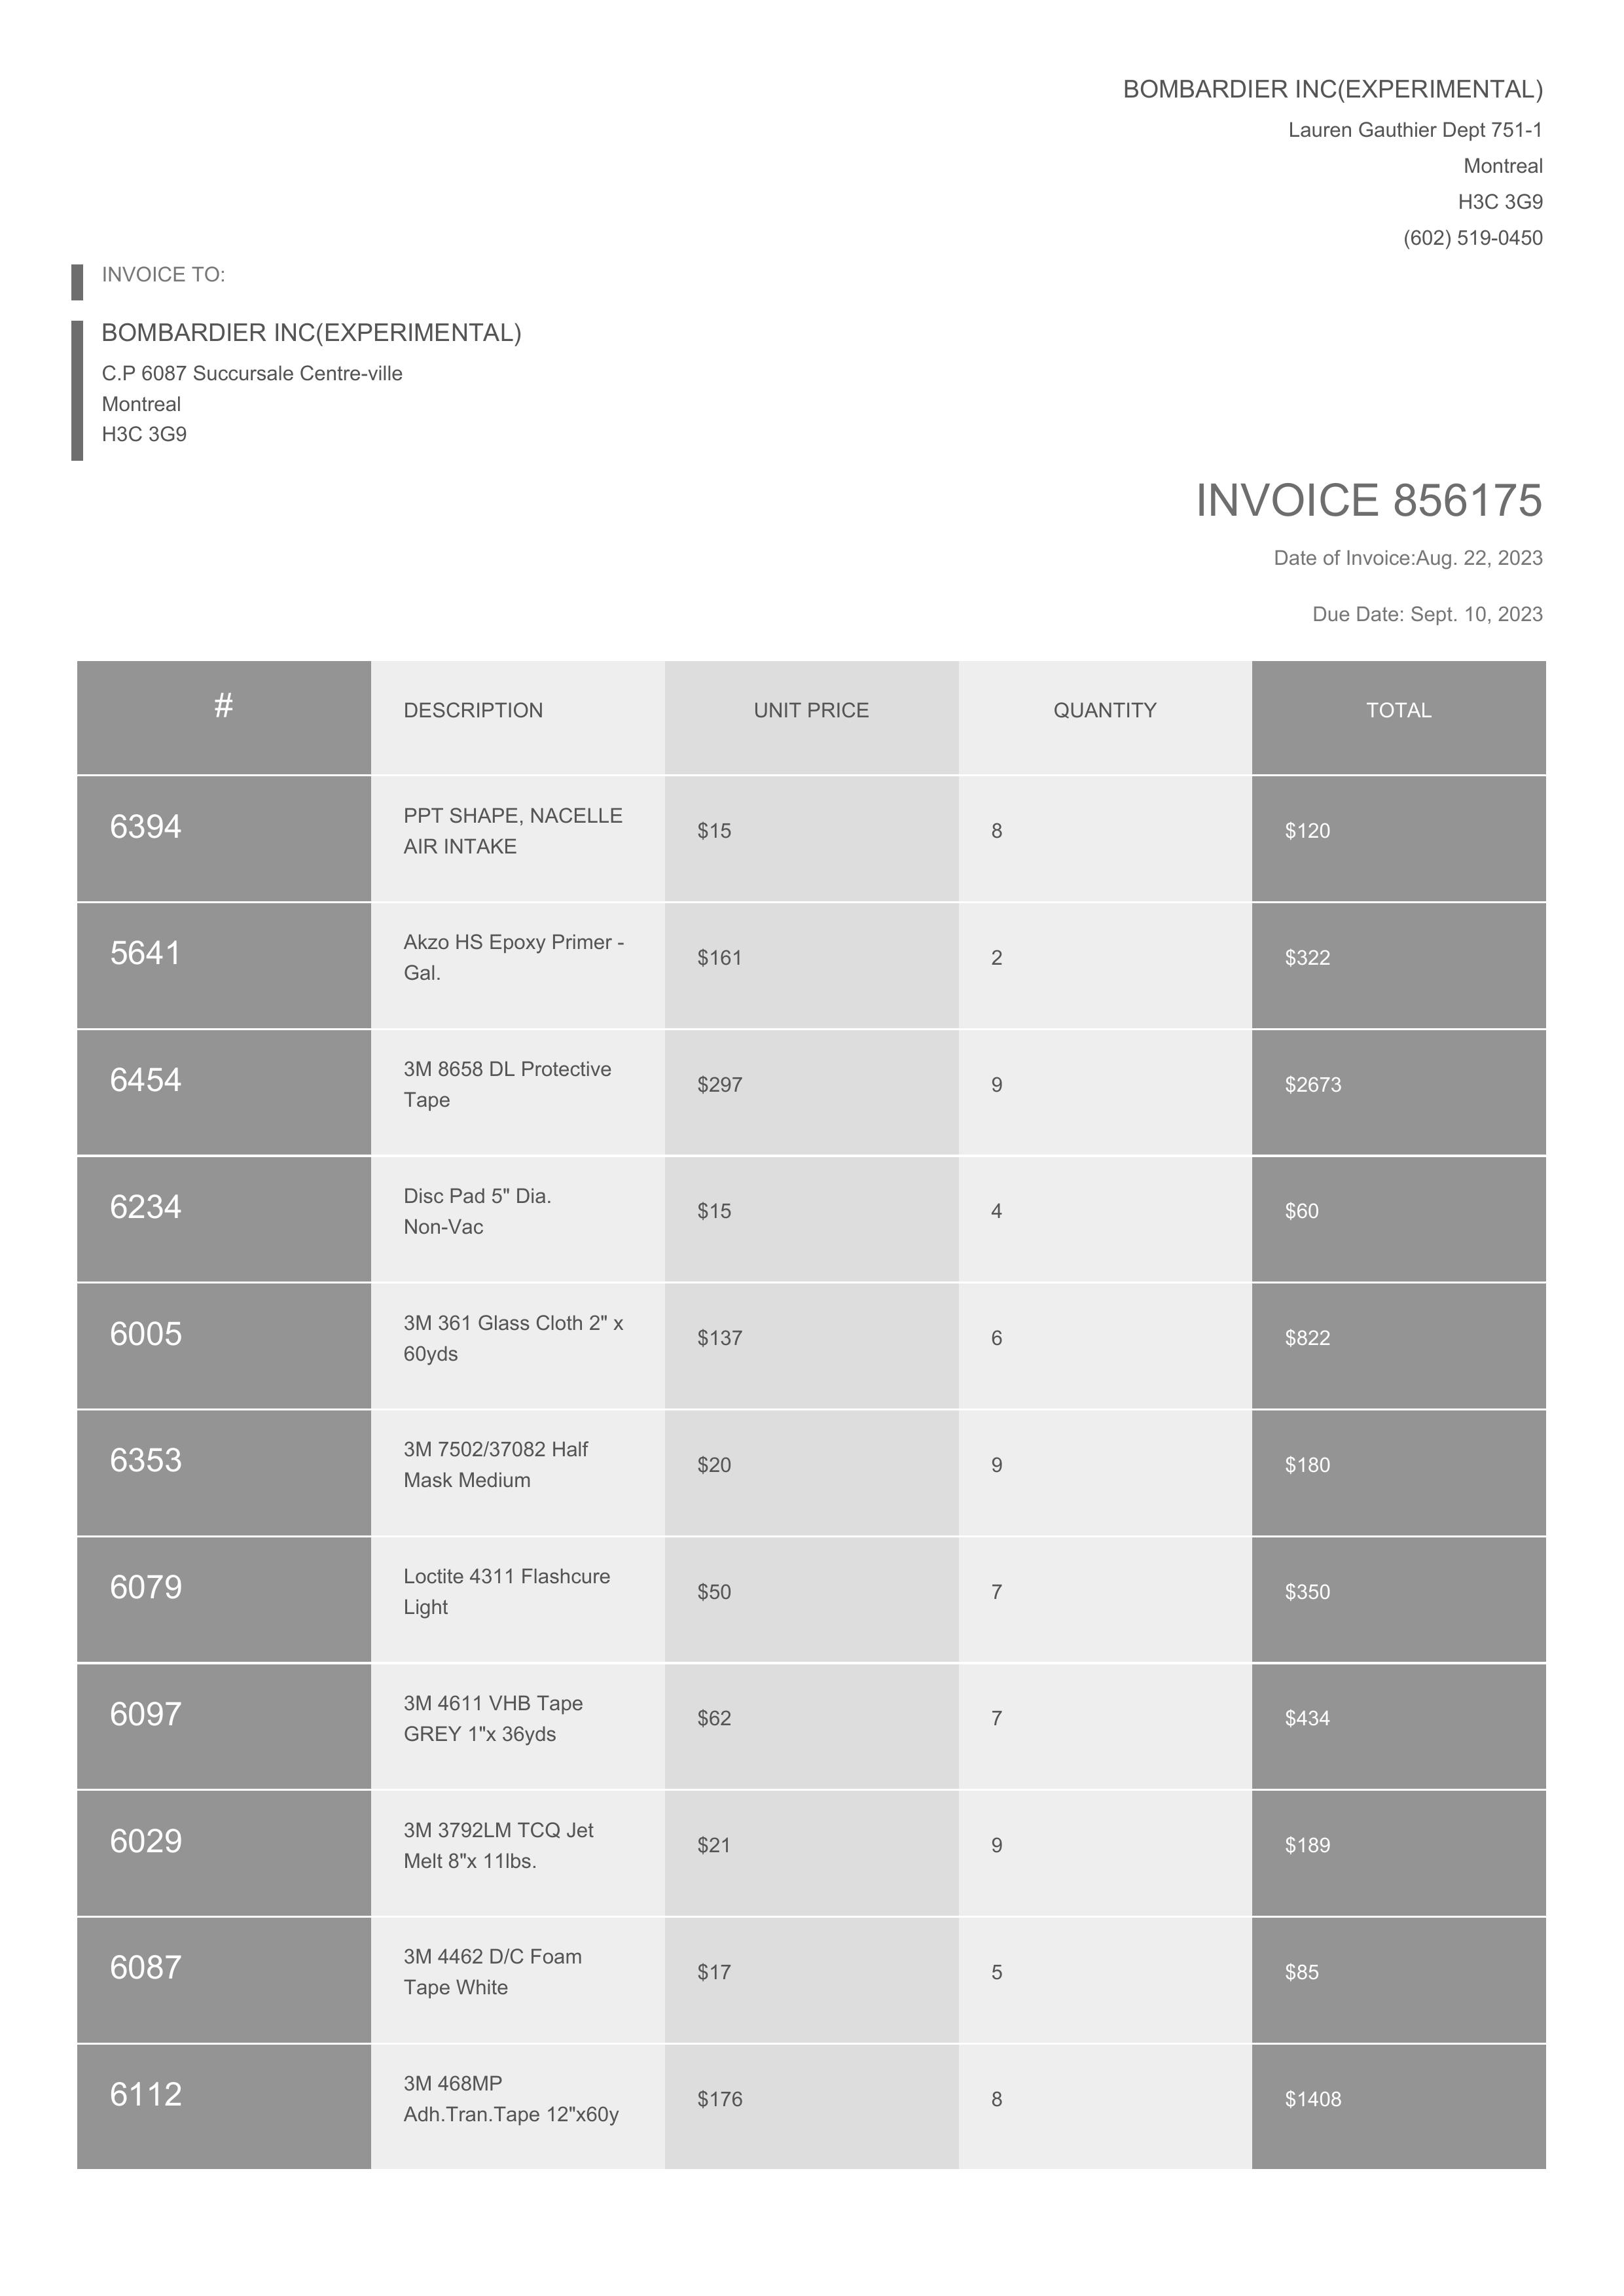 BOMBARDIER INC(EXPERIMENTAL)
Lauren Gauthier Dept 751-1
Montreal
H3C 3G9
(602) 519-0450
INVOICE TO:
BOMBARDIER INC(EXPERIMENTAL)
C.P 6087 Succursale Centre-ville
Montreal
H3C 3G9
INVOICE 856175
Date of Invoice:Aug. 22, 2023
Due Date: Sept. 10, 2023
# DESCRIPTION UNIT PRICE QUANTITY TOTAL
6394 PPT SHAPE, NACELLE
AIR INTAKE $15 8 $120
5641 Akzo HS Epoxy Primer -
Gal. $161 2 $322
6454 3M 8658 DL Protective
Tape $297 9 $2673
6234 Disc Pad 5" Dia.
Non-Vac $15 4 $60
6005 3M 361 Glass Cloth 2" x
60yds $137 6 $822
6353 3M 7502/37082 Half
Mask Medium $20 9 $180
6079 Loctite 4311 Flashcure
Light $50 7 $350
6097 3M 4611 VHB Tape
GREY 1"x 36yds $62 7 $434
6029 3M 3792LM TCQ Jet
Melt 8"x 11lbs. $21 9 $189
6087 3M 4462 D/C Foam
Tape White $17 5 $85
6112 3M 468MP
Adh.Tran.Tape 12"x60y $176 8 $1408